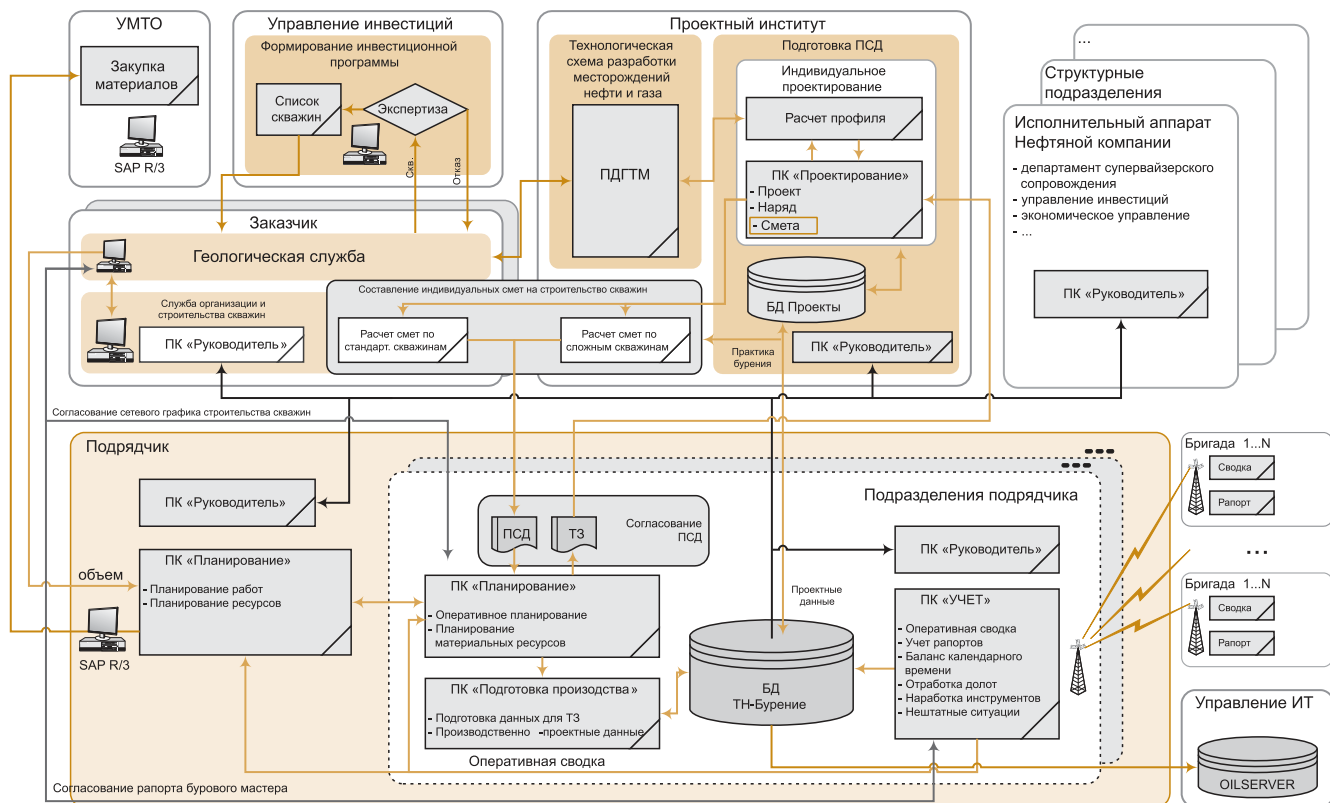 УМТО
Закупка
материалов
SAP R/3
Управление инвестиций
Формирование инвестиционной
программы
Список
скважин
Экспертиза
Скв.
Отказ
Проектный институт
Технологическая
схема разработки
месторождений
нефти и газа
ПДГТМ
Подготовка ПСД
Индивидуальное
проектирование
Расчет профиля
ПК «Проектирование»
- Проект
- Наряд
- Смета
БД Проекты
Практика
бурения
ПК «Руководитель»
...
Структурные
подразделения
Исполнительный аппарат
Нефтяной компании
- департамент супервайзерского
сопровождения
- управление инвестиций
- экономическое управление
- ...
ПК «Руководитель»
Заказчик
Геологическая служба
Служба организации и
строительства скважин
ПК «Руководитель»
Составление индивидуальных смет на строительство скважин
Расчет смет по
стандарт. скважинам
Расчет смет по
сложным скважинам
Согласование сетевого графика строительства скважин
Подрядчик
ПК «Руководитель»
ПК «Планирование»
- Планирование работ
- Планирование ресурсов
объем
SAP R/3
Подразделения подрядчика
ПСД
ТЗ
Согласование
ПСД
ПК «Планирование»
- Оперативное планирование
- Планирование
материальных ресурсов
ПК «Подготовка произодства»
- Подготовка данных для ТЗ
- Производственно -проектные данные
Оперативная сводка
Проектные
данные
БД
ТН-Бурение
ПК «Руководитель»
ПК «УЧЕТ»
- Оперативная сводка
- Учет рапортов
- Баланс календарного
времени
- Отработка долот
- Наработка инструментов
- Нештатные ситуации
Согласование рапорта бурового мастера
Бригада 1...N
Сводка
Рапорт
...
Бригада 1...N
Сводка
Рапорт
Управление ИТ
OILSERVER